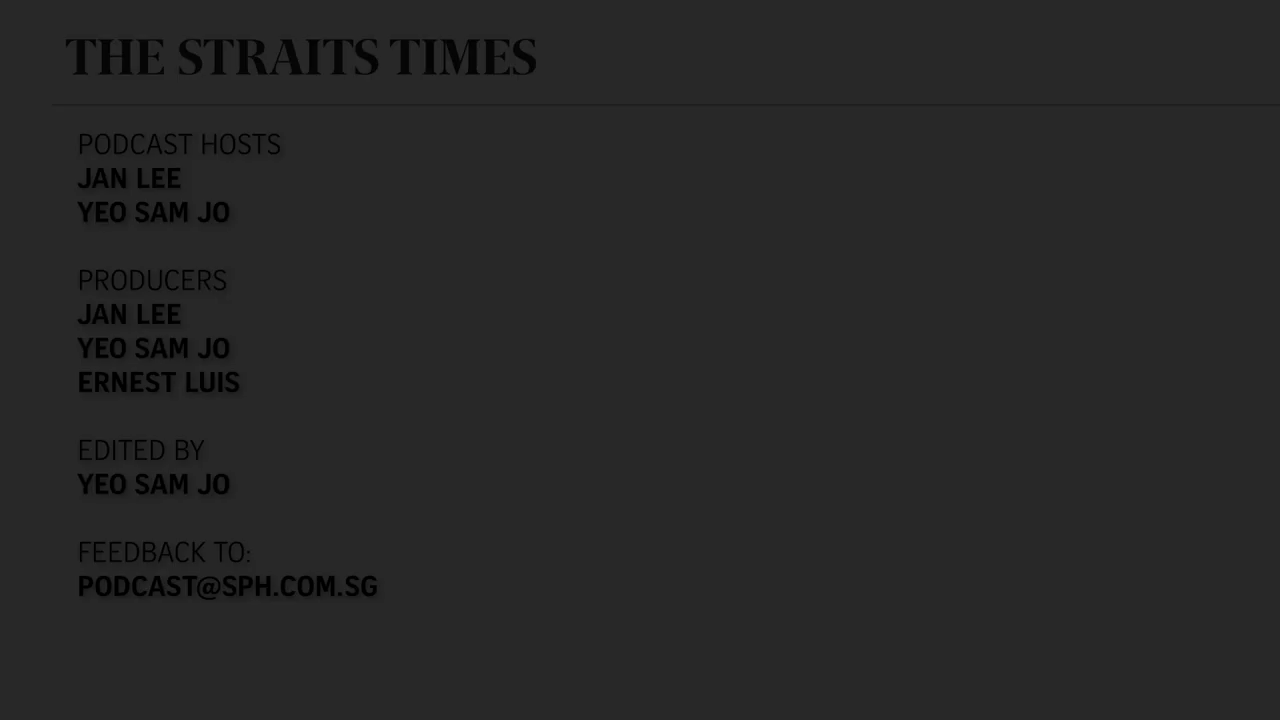 THE STRAITS TIMES
PODCAST HOSTS
JAN LEE
YEO SAM JO
PRODUCERS
JAN LEE
YEO SAM JO
ERNEST LUIS
EDITED BY
YEO SAM JO
FEEDBACK TO:
PODCAST@SPH.COM.SG